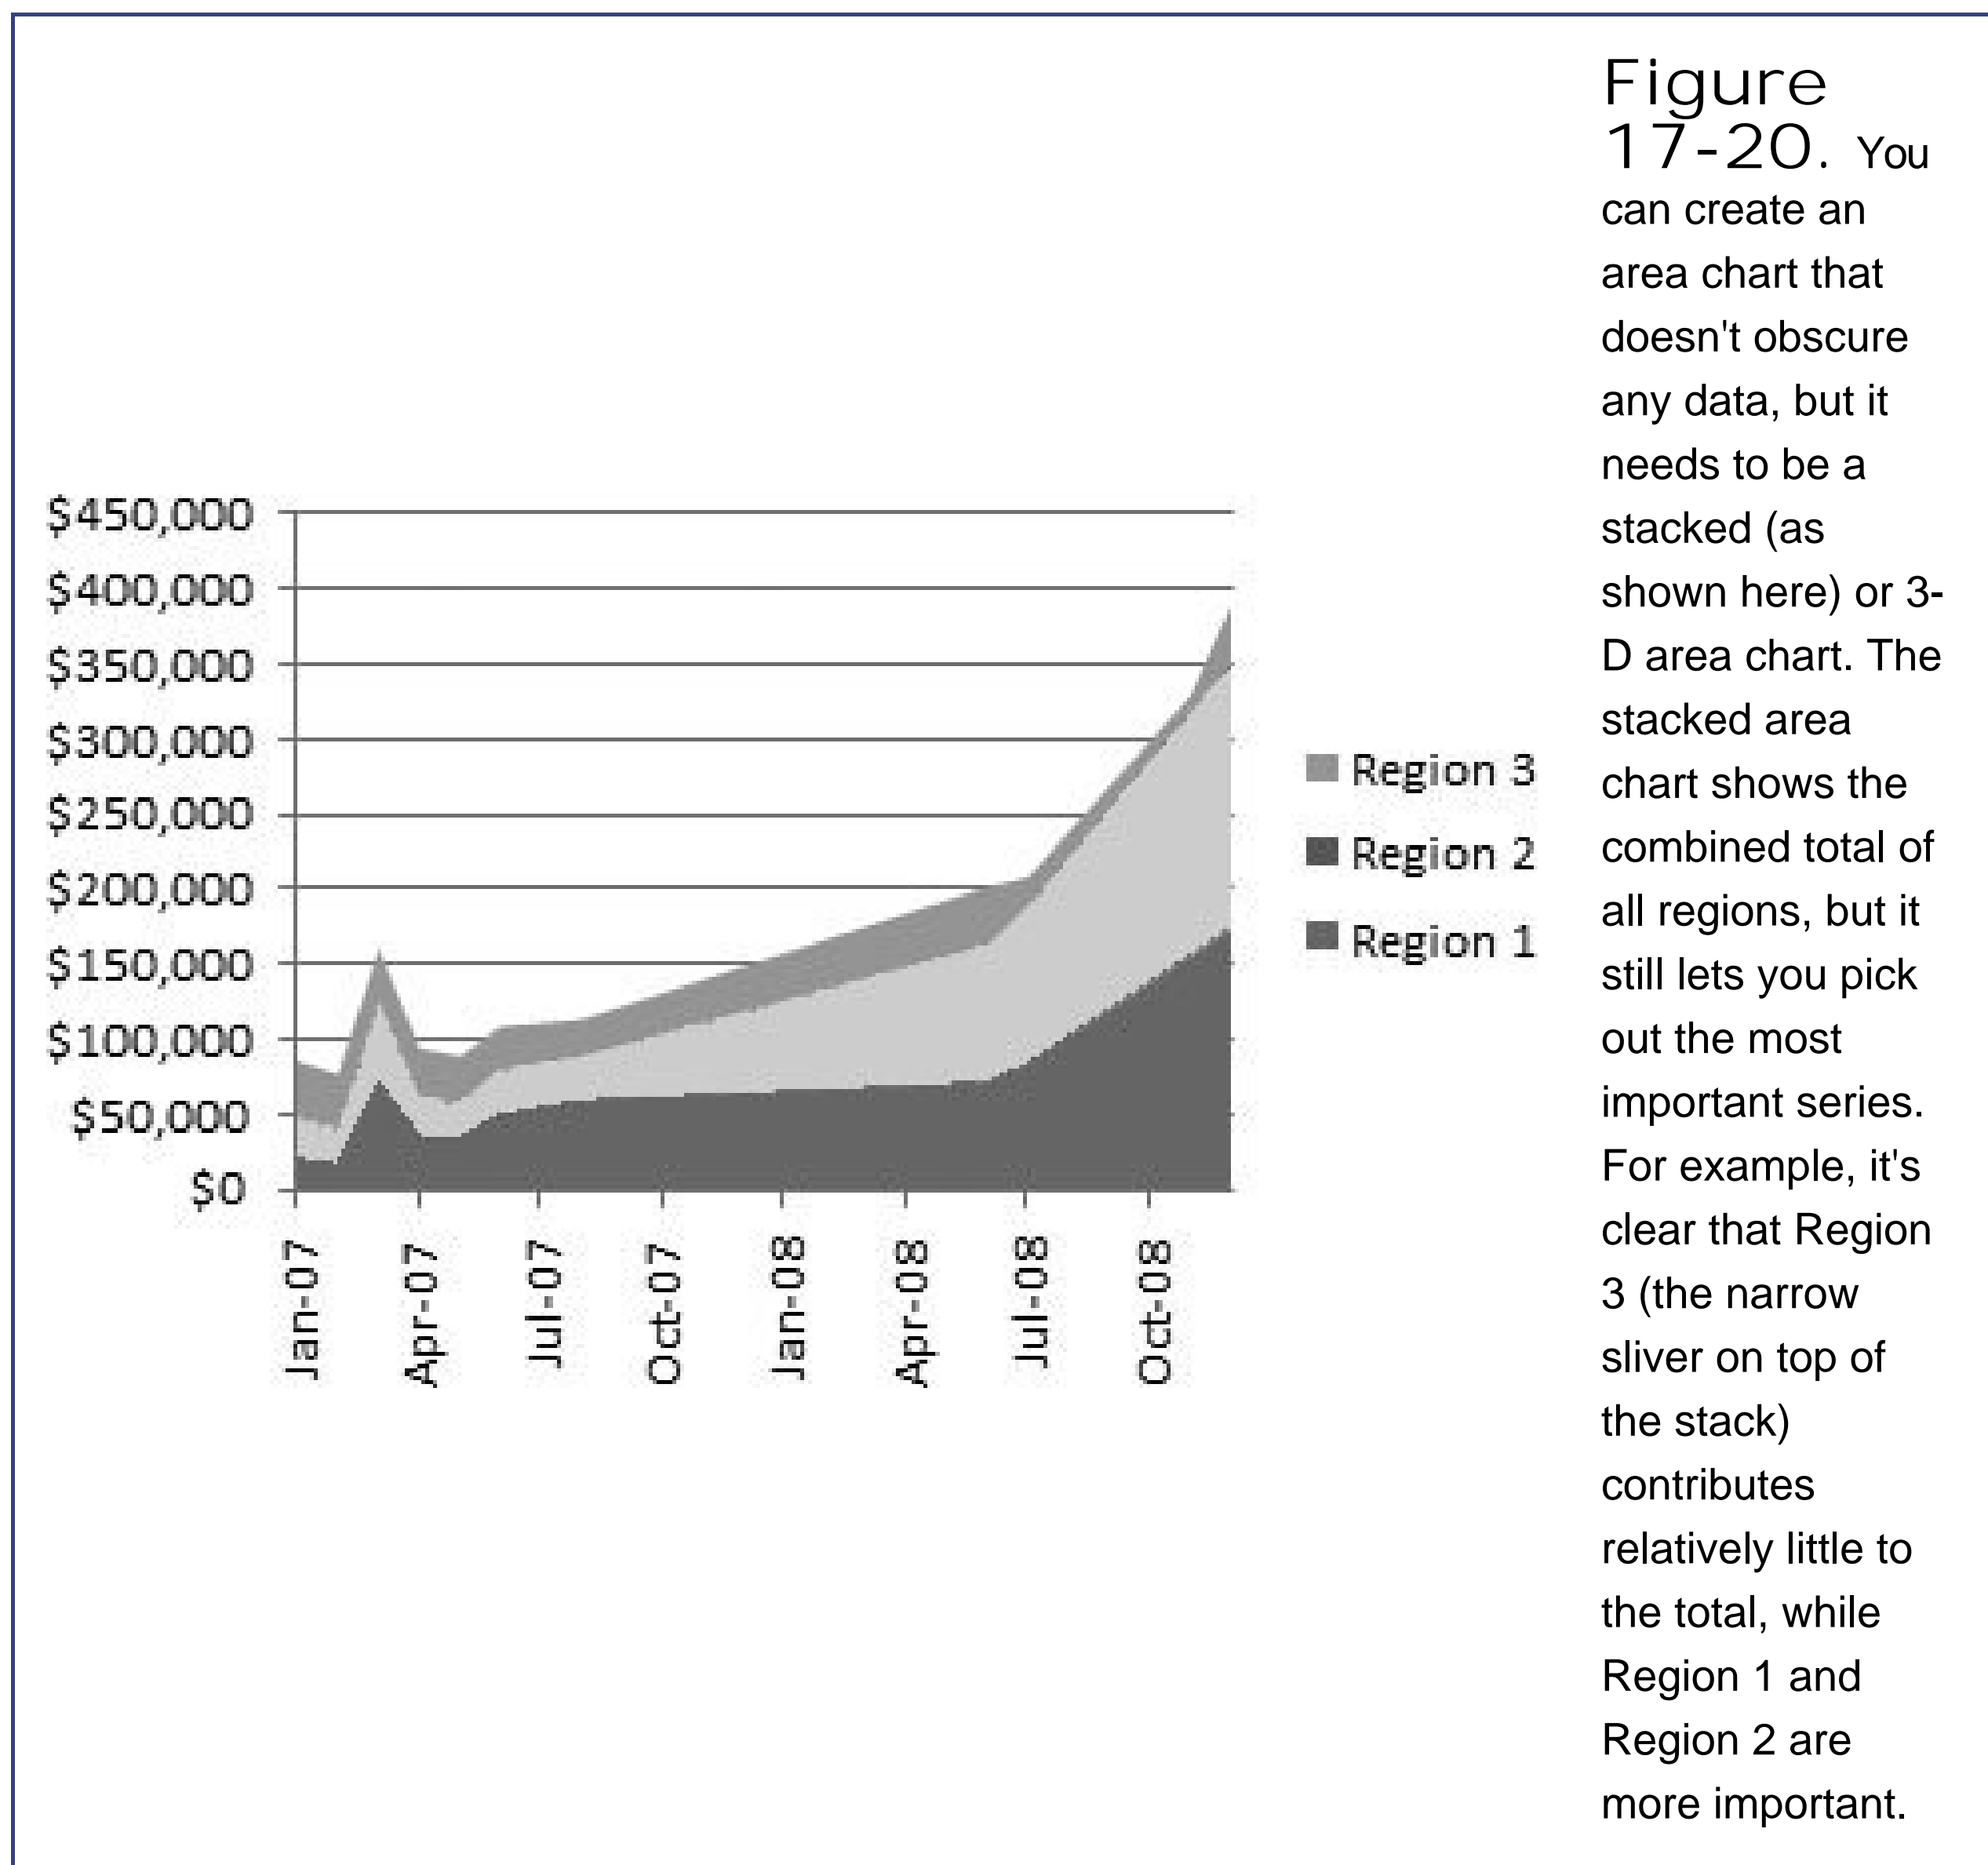 $450,000
$400,000
$350,000
$300,000
$250,000
$200,000
$150,000
$100,000
$50,000
$0
Jan-07
Apr-07
Jul-07
Oct-07
Jan-08
Apr-08
Jul-08
Oct-08
Region 3
Region 2
Region 1
Figure
17-20. You
can create an
area chart that
doesn't obscure
any data, but it
needs to be a
stacked (as
shown here) or 3-
D area chart. The
stacked area
chart shows the
combined total of
all regions, but it
still lets you pick
out the most
important series.
For example, it's
clear that Region
3 (the narrow
sliver on top of
the stack)
contributes
relatively little to
the total, while
Region 1 and
Region 2 are
more important.